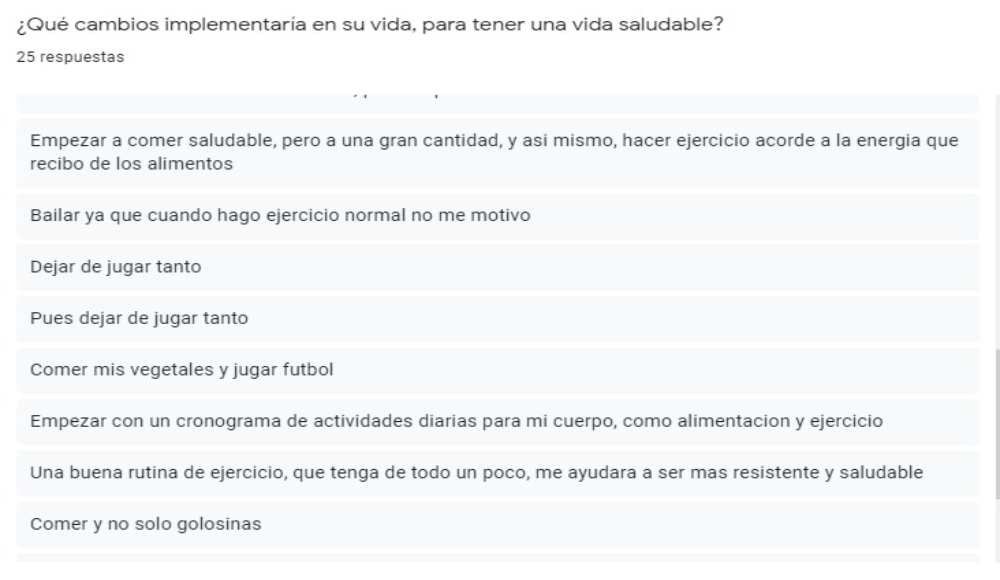 ¿Qué cambios implementaría en su vida, para tener una vida saludable?
25 respuestas
Empezar a comer saludable, pero a una gran cantidad, y asi mismo, hacer ejercicio acorde a la energia que
recibo de los alimentos
Bailar ya que cuando hago ejercicio normal no me motivo
Dejar de jugar tanto
Pues dejar de jugar tanto
Comer mis vegetales y jugar futbol
Empezar con un cronograma de actividades diarias para mi cuerpo, como alimentacion y ejercicio
Una buena rutina de ejercicio, que tenga de todo un poco, me ayudara a ser mas resistente y saludable
Comer y no solo golosinas